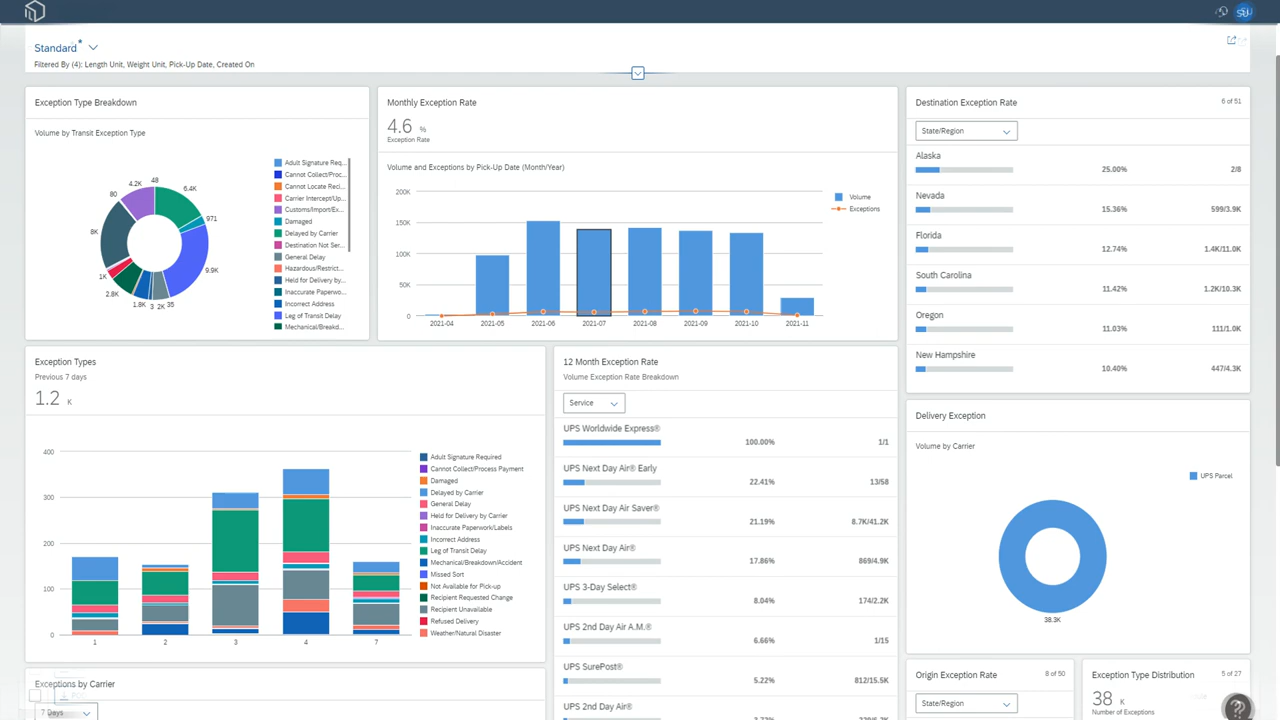 SU
Standard*
Filtered By (4): Length Unit, Weight Unit, Pick-Up Date, Created On
Exception Type Breakdown
Volume by Transit Exception Type
48
4.2K
80
6.4K
971
8K
9.9K
1K
2.8K
1.8K
3
2K
35
Adult Signature Req...
Cannot Collect/Proc...
Cannot Locate Reci...
Carrier Intercept/Up...
Customs/Import/Ex...
Damaged
Delayed by Carrier
Destination Not Ser...
General Delay
Hazardous/Restrict...
Held for Delivery by...
Inaccurate Paperwo...
Incorrect Address
Leg of Transit Delay
Mechanical/Breakd...
Monthly Exception Rate
4.6 %
Exception Rate
Volume and Exceptions by Pick-Up Date (Month/Year)
200K
150K
100K
50K
0
2021-04 2021-05 2021-06 2021-07 2021-08 2021-09 2021-10 2021-11
Volume
Exceptions
Destination Exception Rate 6 of 51
State/Region
Alaska
25.00% 2/8
Nevada
15.36% 599/3.9K
Florida
12.74% 1.4K/11.0K
South Carolina
11.42% 1.2K/10.3K
Oregon
11.03% 111/1.0K
New Hampshire
10.40% 447/4.3K
Exception Types
Previous 7 days
1.2 K
400
300
200
100
0
1 2 3 4 7
Adult Signature Required
Cannot Collect/Process Payment
Damaged
Delayed by Carrier
General Delay
Held for Delivery by Carrier
Inaccurate Paperwork/Labels
Incorrect Address
Leg of Transit Delay
Mechanical/Breakdown/Accident
Missed Sort
Not Available for Pick-up
Recipient Requested Change
Recipient Unavailable
Refused Delivery
Weather/Natural Disaster
12 Month Exception Rate
Volume Exception Rate Breakdown
Service
UPS Worldwide Express®
100.00% 1/1
UPS Next Day Air® Early
22.41% 13/58
UPS Next Day Air Saver®
21.19% 8.7K/41.2K
UPS Next Day Air®
17.86% 869/4.9K
UPS 3-Day Select®
8.04% 174/2.2K
UPS 2nd Day Air A.M.®
6.66% 1/15
UPS SurePost®
5.22% 812/15.5K
UPS 2nd Day Air®
Delivery Exception
Volume by Carrier
UPS Parcel
38.3K
Exceptions by Carrier
7 Days
Origin Exception Rate 8 of 50
State/Region
Exception Type Distribution 5 of 27
38 K
Number of Exceptions
?